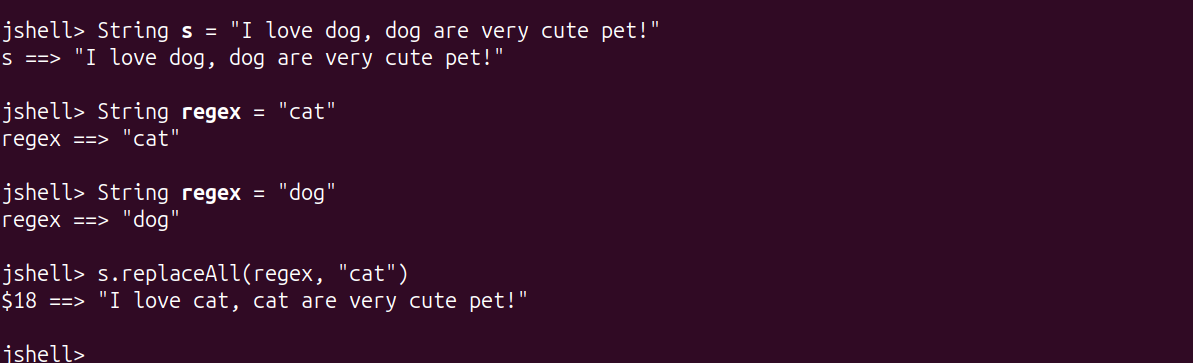 jshell> String s = "I love dog, dog are very cute pet!"
s ==> "I love dog, dog are very cute pet!"
jshell> String regex = "cat"
regex ==> "cat"
jshell> String regex = "dog"
regex ==> "dog"
jshell> s.replaceAll(regex, "cat")
$18 ==> "I love cat, cat are very cute pet!"
jshell>